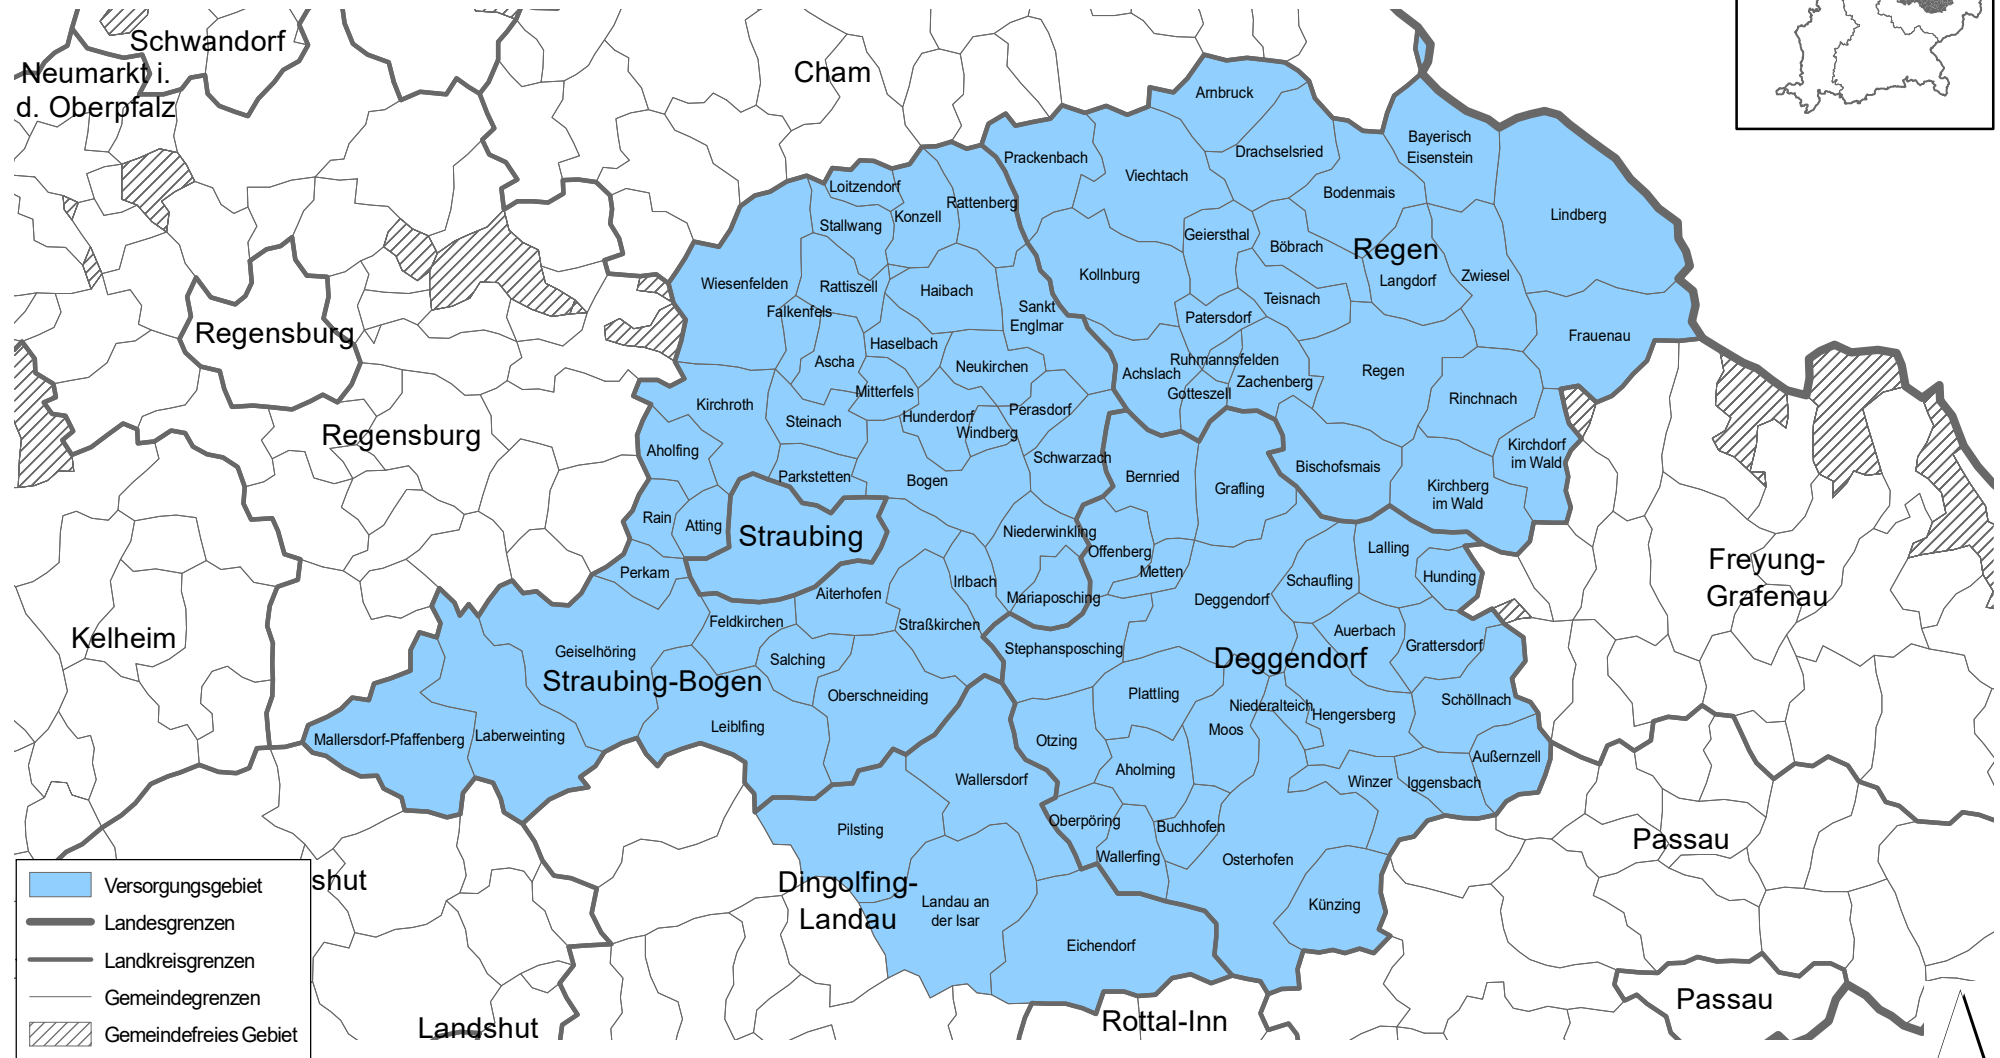 Schwandorf
Neumarkt i.
d. Oberpfalz
Cham
Arnbruck
Bayerisch
Eisenstein
Prackenbach
Drachselsried
Viechtach
Loitzendorf
Bodenmais
Rattenberg
Konzell
Lindberg
Stallwang
Geiersthal
Böbrach
Regen
Kollnburg
Zwiesel
Langdorf
Wiesenfelden
Rattiszell
Haibach
Teisnach
Falkenfels
Sankt
Englmar
Patersdorf
Regensburg
Frauenau
Haselbach
Ascha
Neukirchen
Ruhmannsfelden
Achslach
Regen
Zachenberg
Mitterfels
Gotteszell
Rinchnach
Kirchroth
Perasdorf
Hunderdorf
Steinach
Windberg
Regensburg
Kirchdorf
im Wald
Aholfing
Schwarzach
Bischofsmais
Parkstetten
Bogen
Bernried
Grafling
Kirchberg
im Wald
Rain
Atting
Straubing
Niederwinkling
Offenberg
Lalling
Freyung-
Grafenau
Perkam
Metten
Irlbach
Schaufling
Hunding
Aiterhofen
Mariaposching
Deggendorf
Feldkirchen
Straßkirchen
Auerbach
Kelheim
Geiselhöring
Stephansposching
Grattersdorf
Salching
Deggendorf
Straubing-Bogen
Oberschneiding
Plattling
Schöllnach
Niederalteich
Hengersberg
Leiblfing
Moos
Mallersdorf-Pfaffenberg
Laberweinting
Otzing
Außernzell
Aholming
Wallersdorf
Winzer
Iggensbach
Oberpöring
Buchhofen
Pilsting
Passau
Wallerfing
Osterhofen
shut
Dingolfing-
Landau
Landau an
der Isar
Künzing
Eichendorf
Passau
Rottal-Inn
Landshut
Versorgungsgebiet
Landesgrenzen
Landkreisgrenzen
Gemeindegrenzen
Gemeindefreies Gebiet